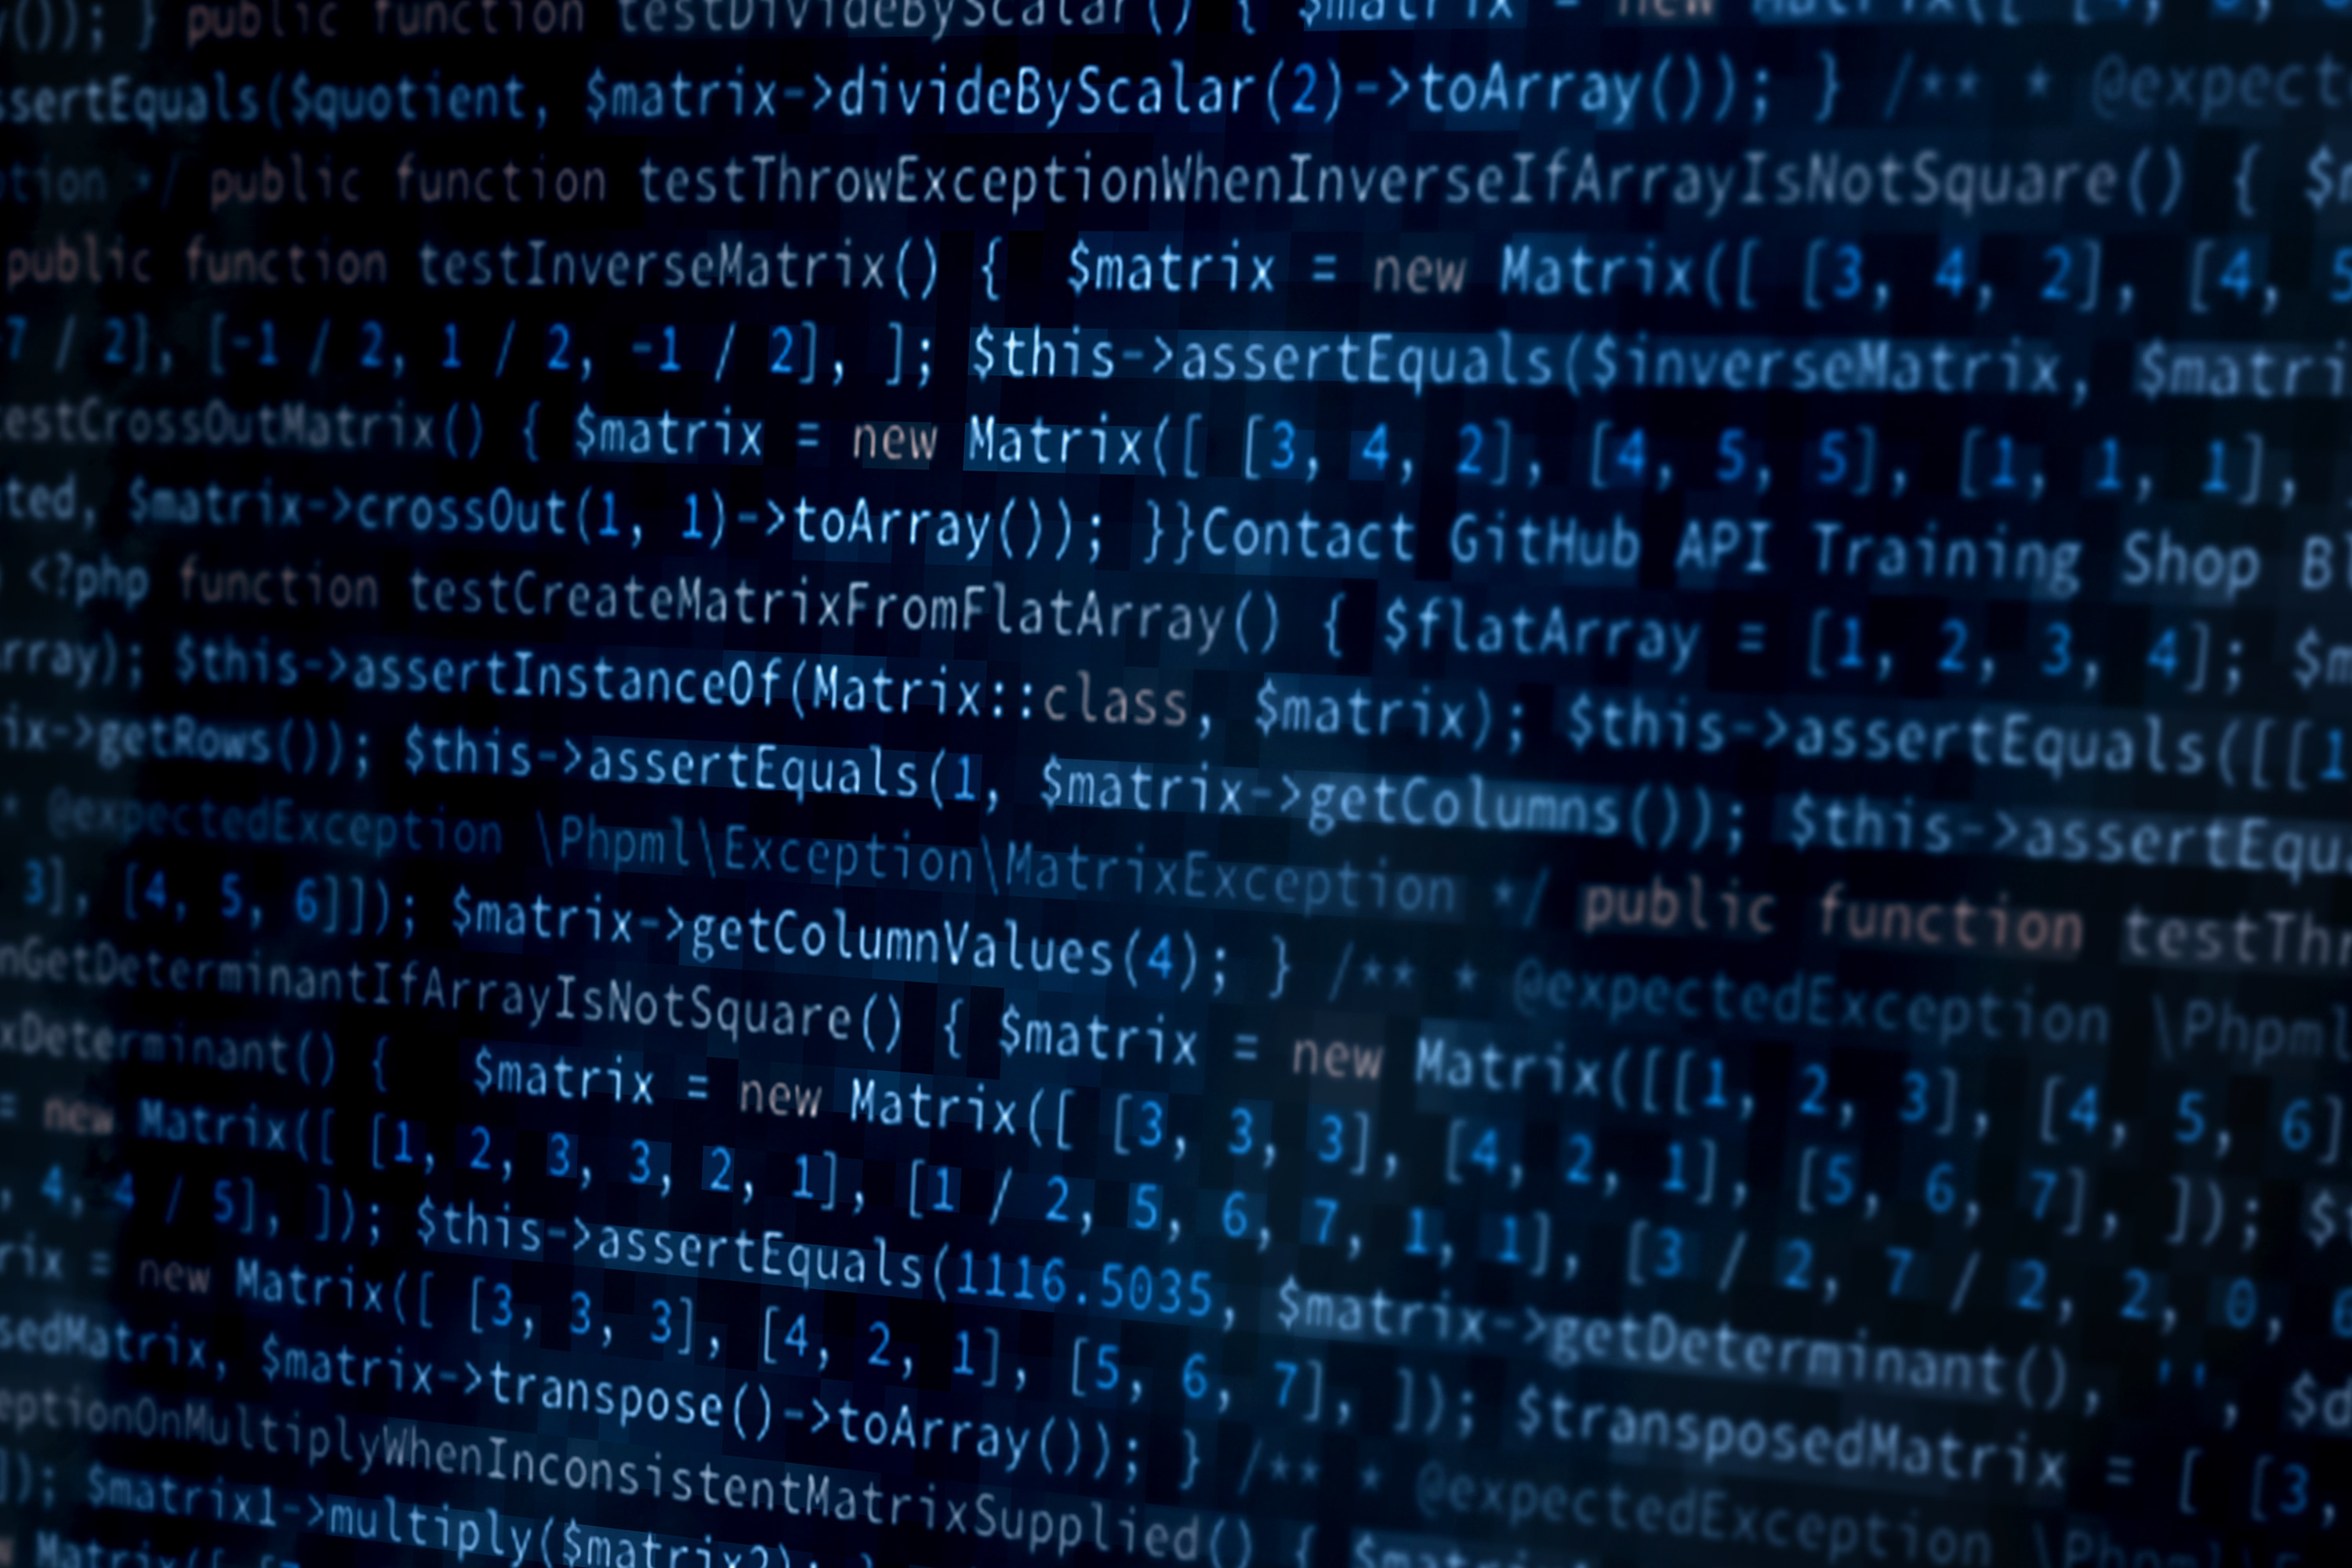 ()); } public function testDivideByScalar() { $matrix = new Matrix([ [4, 6, 8
ssertEquals($quotient, $matrix->divideByScalar(2)->toArray()); } /** * @expect
tion */ public function testThrowExceptionWhenInverseIfArrayIsNotSquare() { $m
public function testInverseMatrix() { $matrix = new Matrix([ [3, 4, 2], [4, 5
7 / 2], [-1 / 2, 1 / 2, -1 / 2], ]; $this->assertEquals($inverseMatrix, $matri
testCrossOutMatrix() { $matrix = new Matrix([ [3, 4, 2], [4, 5, 5], [1, 1, 1],
ted, $matrix->crossOut(1, 1)->toArray()); }}Contact GitHub API Training Shop Bl
<?php function testCreateMatrixFromFlatArray() { $flatArray = [1, 2, 3, 4]; $m
rray); $this->assertInstanceOf(Matrix::class, $matrix); $this->assertEquals([[1
ix->getRows()); $this->assertEquals(1, $matrix->getColumns()); $this->assertEqu
* @expectedException \Phpml\Exception\MatrixException */ public function testThr
3], [4, 5, 6]]); $matrix->getColumnValues(4); } /** * @expectedException \Phpml
nGetDeterminantIfArrayIsNotSquare() { $matrix = new Matrix([[1, 2, 3], [4, 5, 6]
xDeterminant() { $matrix = new Matrix([ [3, 3, 3], [4, 2, 1], [5, 6, 7], ]); $
= new Matrix([ [1, 2, 3, 3, 2, 1], [1 / 2, 5, 6, 7, 1, 1], [3 / 2, 7 / 2, 2, 0, 6
, 4, 4 / 5], ]); $this->assertEquals(1116.5035, $matrix->getDeterminant(), '', $d
rix = new Matrix([ [3, 3, 3], [4, 2, 1], [5, 6, 7], ]); $transposedMatrix = [ [3,
sedMatrix, $matrix->transpose()->toArray()); } /** * @expectedException \Phpml\
eptionOnMultiplyWhenInconsistentMatrixSupplied() { $matrix
]); $matrix1->multiply($matrix2); }
Matrix([ [